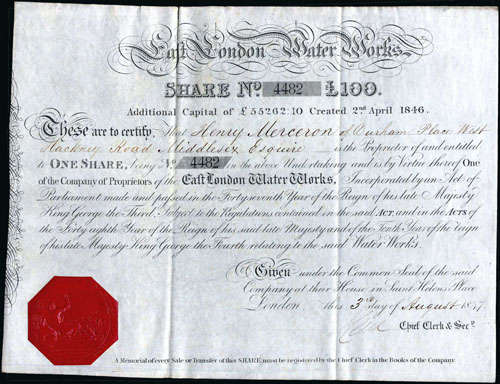 East London Water Works.
SHARE No. 4482 £100.
Additional Capital of £55262:10 Created 2nd April 1846.
These are to certify, that Henry Merceron of Durham Place West
Hackney Road Middlesex Esquire is the Proprietor of and entitled
to ONE SHARE, being No. 4482 in the above Undertaking and is by Virtue thereof One
of the Company of Proprietors of the East London Water Works, Incorporated by an Act of
Parliament made and passed in the Forty seventh Year of the Reign of his late Majesty
King George the Third: Subject to the Regulations contained in the said Act and in the Acts of
the Forty eighth Year of the Reign of his said late Majesty and of the Tenth Year of the Reign
of his late Majesty King George the Fourth relating to the said Water Works.
Given under the Common Seal of the said
Company at their House in Saint Helens Place
London, this 3rd day of August 1847
Chief Clerk & Secy.
A Memorial of every Sale or Transfer of this SHARE must be registered by the Chief Clerk in the Books of the Company.